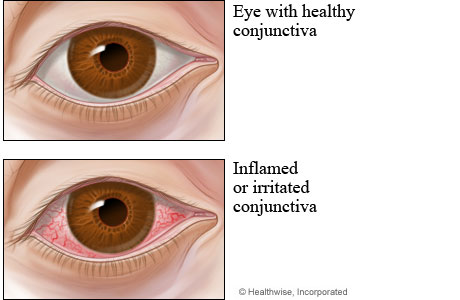 Eye with healthy
conjunctiva
Inflamed
or irritated
conjunctiva
© Healthwise, Incorporated